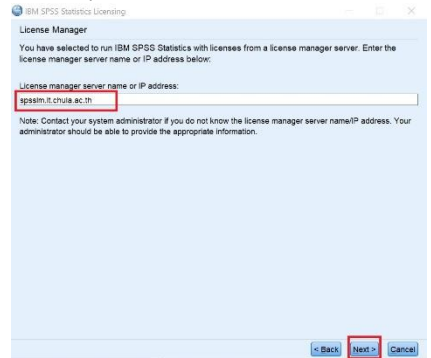 IBM SPSS Statistics Licensing
License Manager
You have selected to run IBM SPSS Statistics with licenses from a license manager server. Enter the
license manager server name or IP address below:
License manager server name or IP address:
spsslm.it.chula.ac.th
Note: Contact your system administrator if you do not know the license manager server name/IP address. Your
administrator should be able to provide the appropriate information.
< Back Next > Cancel